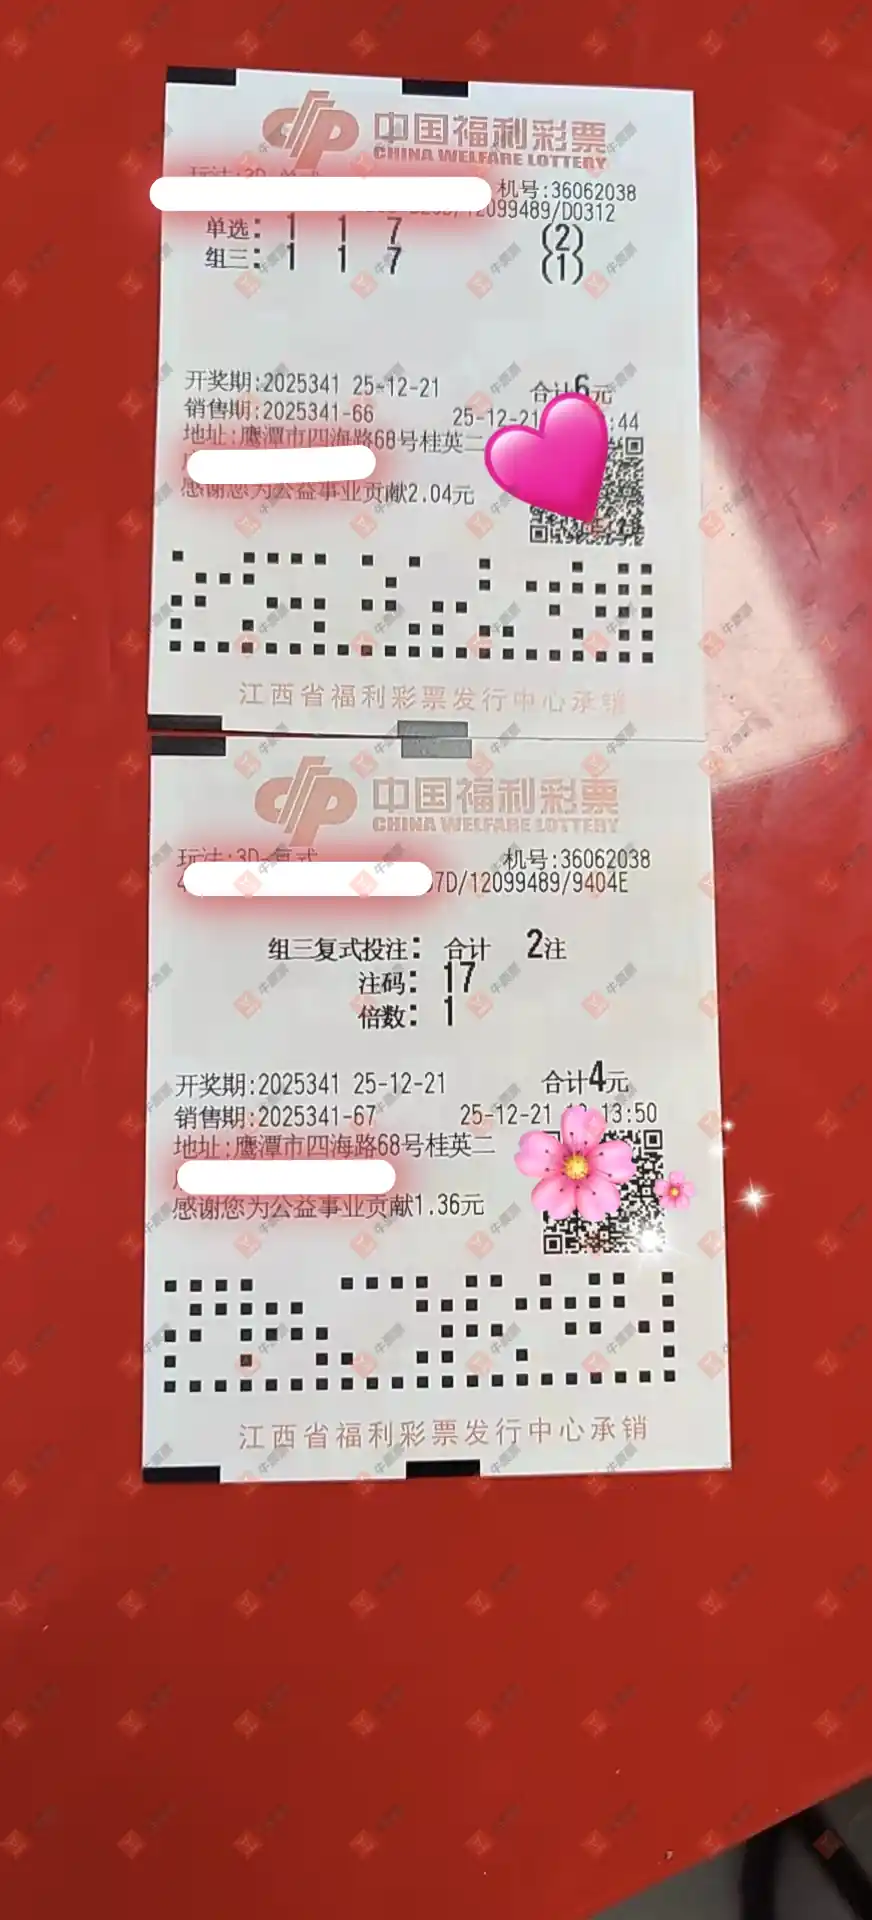 中国福利彩票
CHINA WELFARE LOTTERY
玩法:3D-单式
机号:36062038
/12099489/D0312
单选: 1 1 7 (2)
组三: 1 1 7 (1)
开奖期:2025341 25-12-21 合计6元
销售期:2025341-66 25-12-21 :44
地址:鹰潭市四海路68号桂英二
感谢您为公益事业贡献2.04元
江西省福利彩票发行中心承销
中国福利彩票
CHINA WELFARE LOTTERY
玩法:3D-复式 机号:36062038
7D/12099489/9404E
组三复式投注: 合计 2注
注码: 17
倍数: 1
开奖期:2025341 25-12-21 合计4元
销售期:2025341-67 25-12-21 13:50
地址:鹰潭市四海路68号桂英二
感谢您为公益事业贡献1.36元
江西省福利彩票发行中心承销